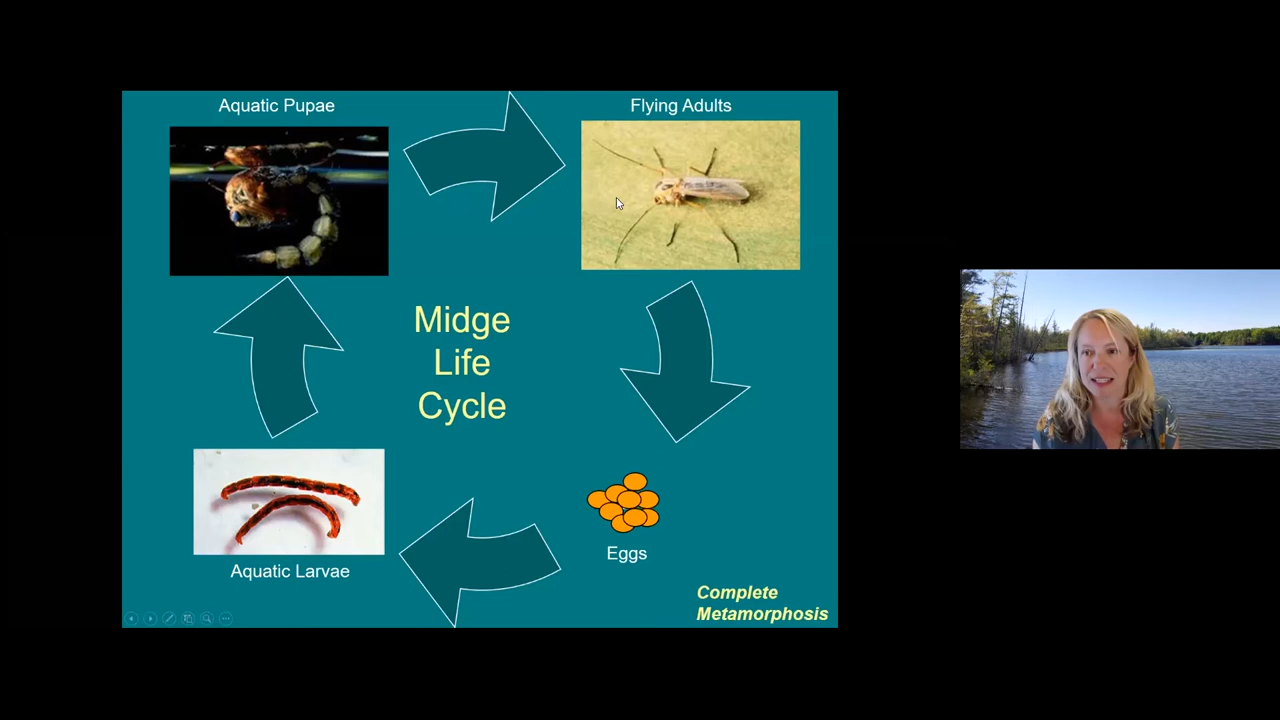 Aquatic Pupae
Flying Adults
Midge
Life
Cycle
Eggs
Aquatic Larvae
Complete
Metamorphosis